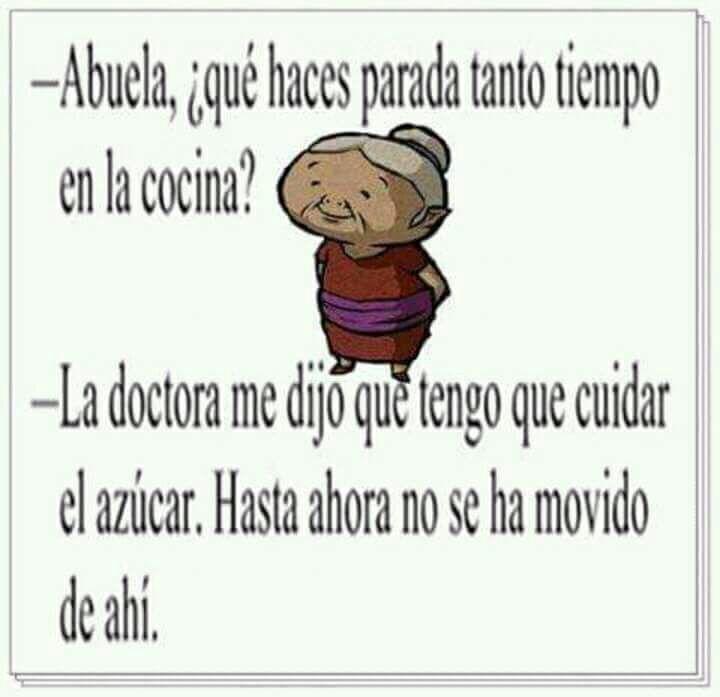 –Abuela, ¿qué haces parada tanto tiempo
en la cocina?
–La doctora me dijo que tengo que cuidar
el azúcar. Hasta ahora no se ha movido
de ahí.